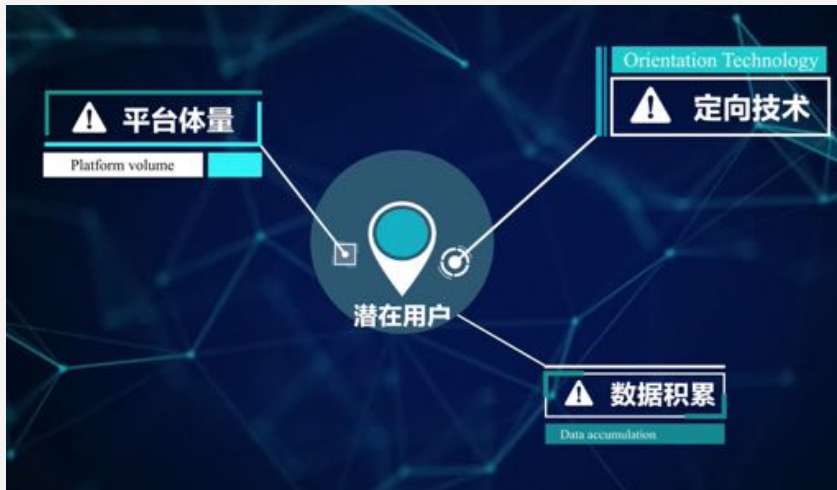 Orientation Technology
定向技术
平台体量
Platform volume
潜在用户
数据积累
Data accumulation